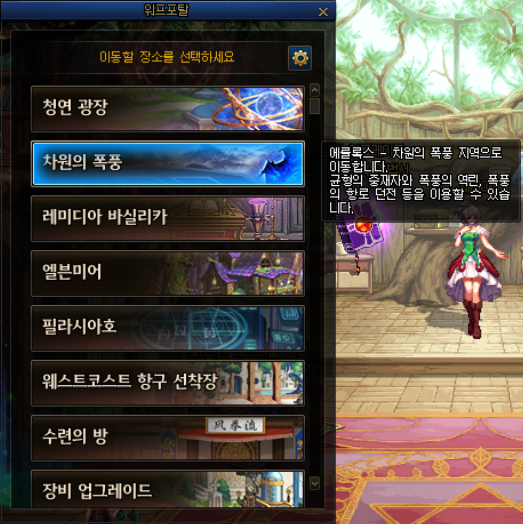 워프포탈
이동할 장소를 선택하세요
청연 광장
차원의 폭풍
에클록스 - 차원의 폭풍 지역으로
이동합니다.
균형의 중재자와 폭풍의 역린, 폭풍
의 항로 던전 등을 이용할 수 있습
니다.
레미디아 바실리카
엘븐미어
필라시아호
웨스트코스트 항구 선착장
수련의 방
風拳流
장비 업그레이드